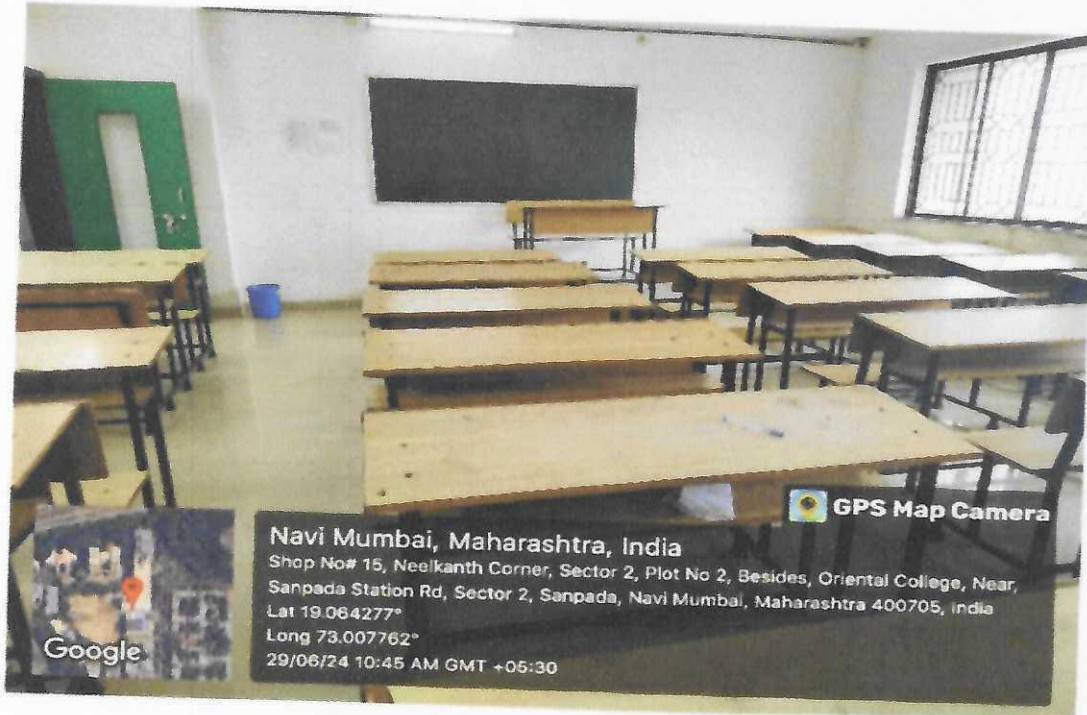 GPS Map Camera
Navi Mumbai, Maharashtra, India
Shop No# 15, Neelkanth Corner, Sector 2, Plot No 2, Besides, Oriental College, Near,
Sanpada Station Rd, Sector 2, Sanpada, Navi Mumbai, Maharashtra 400705, India
Lat 19.064277°
Long 73.007762°
29/06/24 10:45 AM GMT +05:30
Google